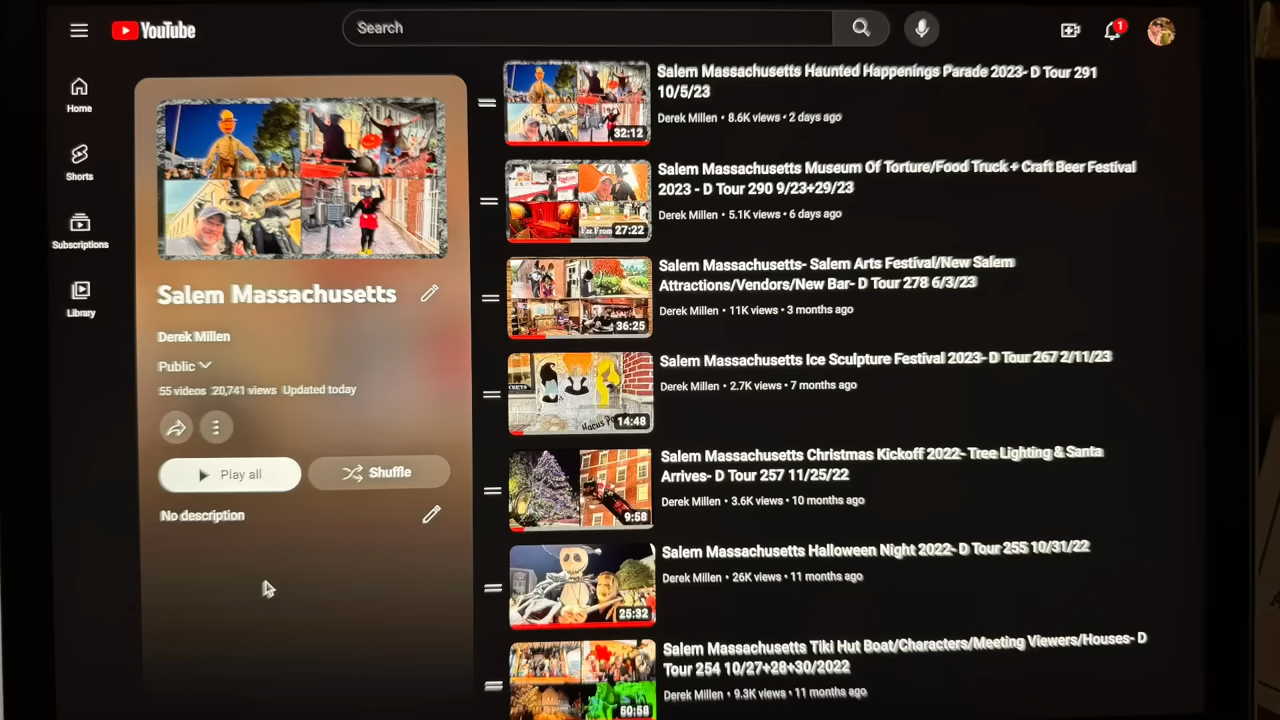 YouTube
Search
1
Home
Shorts
Subscriptions
Library
Salem Massachusetts
Derek Millen
Public
55 videos 20,741 views Updated today
Play all
Shuffle
No description
32:12
Salem Massachusetts Haunted Happenings Parade 2023- D Tour 291
10/5/23
Derek Millen • 8.6K views • 2 days ago
Far From
27:22
Salem Massachusetts Museum Of Torture/Food Truck + Craft Beer Festival
2023 - D Tour 290 9/23+29/23
Derek Millen • 5.1K views • 6 days ago
36:25
Salem Massachusetts- Salem Arts Festival/New Salem
Attractions/Vendors/New Bar- D Tour 278 6/3/23
Derek Millen • 11K views • 3 months ago
Hocus Po
14:48
Salem Massachusetts Ice Sculpture Festival 2023- D Tour 267 2/11/23
Derek Millen • 2.7K views • 7 months ago
9:58
Salem Massachusetts Christmas Kickoff 2022- Tree Lighting & Santa
Arrives- D Tour 257 11/25/22
Derek Millen • 3.6K views • 10 months ago
25:32
Salem Massachusetts Halloween Night 2022- D Tour 255 10/31/22
Derek Millen • 26K views • 11 months ago
50:58
Salem Massachusetts Tiki Hut Boat/Characters/Meeting Viewers/Houses- D
Tour 254 10/27+28+30/2022
Derek Millen • 9.3K views • 11 months ago